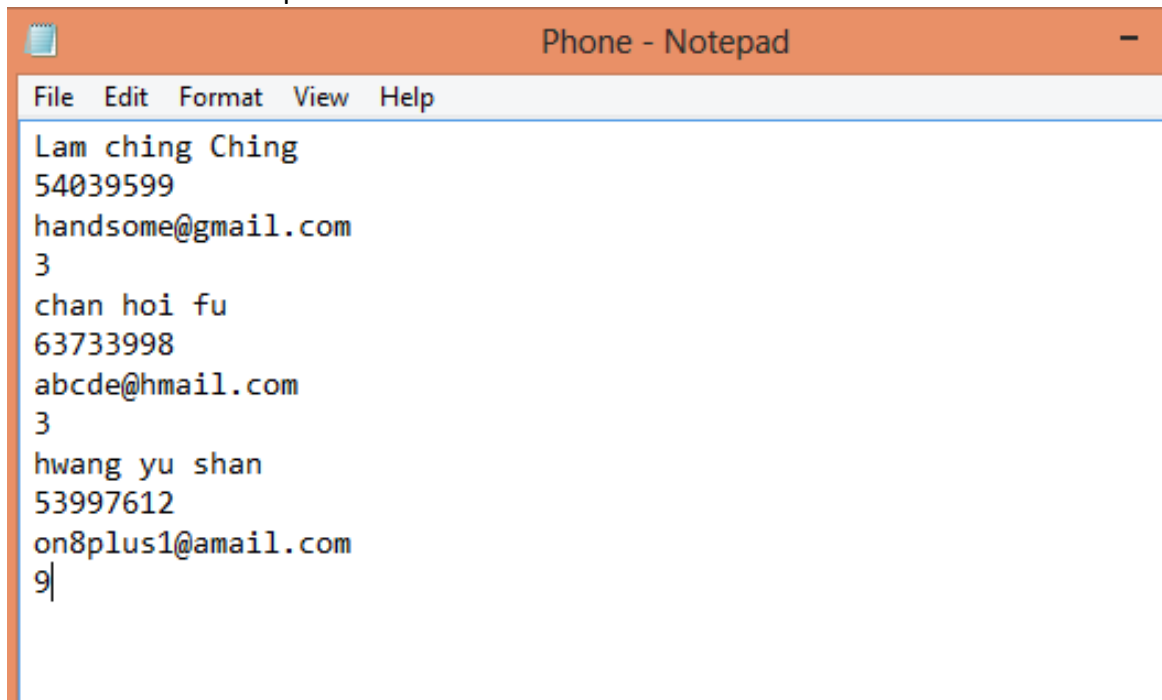 Phone - Notepad
File Edit Format View Help
Lam ching Ching
54039599
handsome@gmail.com
3
chan hoi fu
63733998
abcde@hmail.com
3
hwang yu shan
53997612
on8plus1@amail.com
9